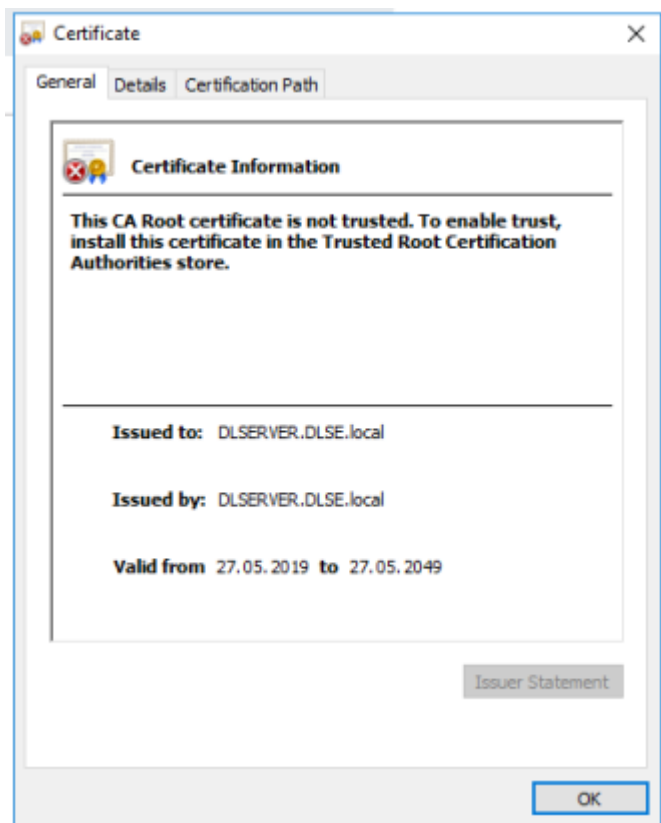 Certificate
General Details Certification Path
Certificate Information
This CA Root certificate is not trusted. To enable trust,
install this certificate in the Trusted Root Certification
Authorities store.
Issued to: DLSERVER.DLSE.local
Issued by: DLSERVER.DLSE.local
Valid from 27.05.2019 to 27.05.2049
Issuer Statement
OK